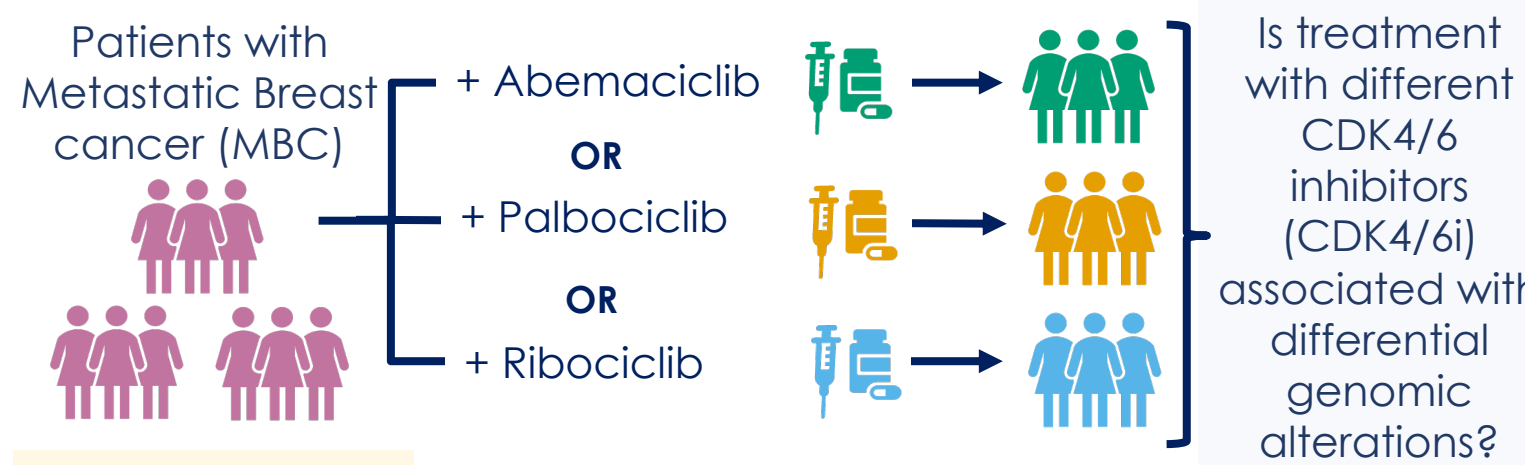 Patients with
Metastatic Breast
cancer (MBC)
+ Abemaciclib
OR
+ Palbociclib
OR
+ Ribociclib
Is treatment
with different
CDK4/6
inhibitors
(CDK4/6i)
associated with
differential
genomic
alterations?